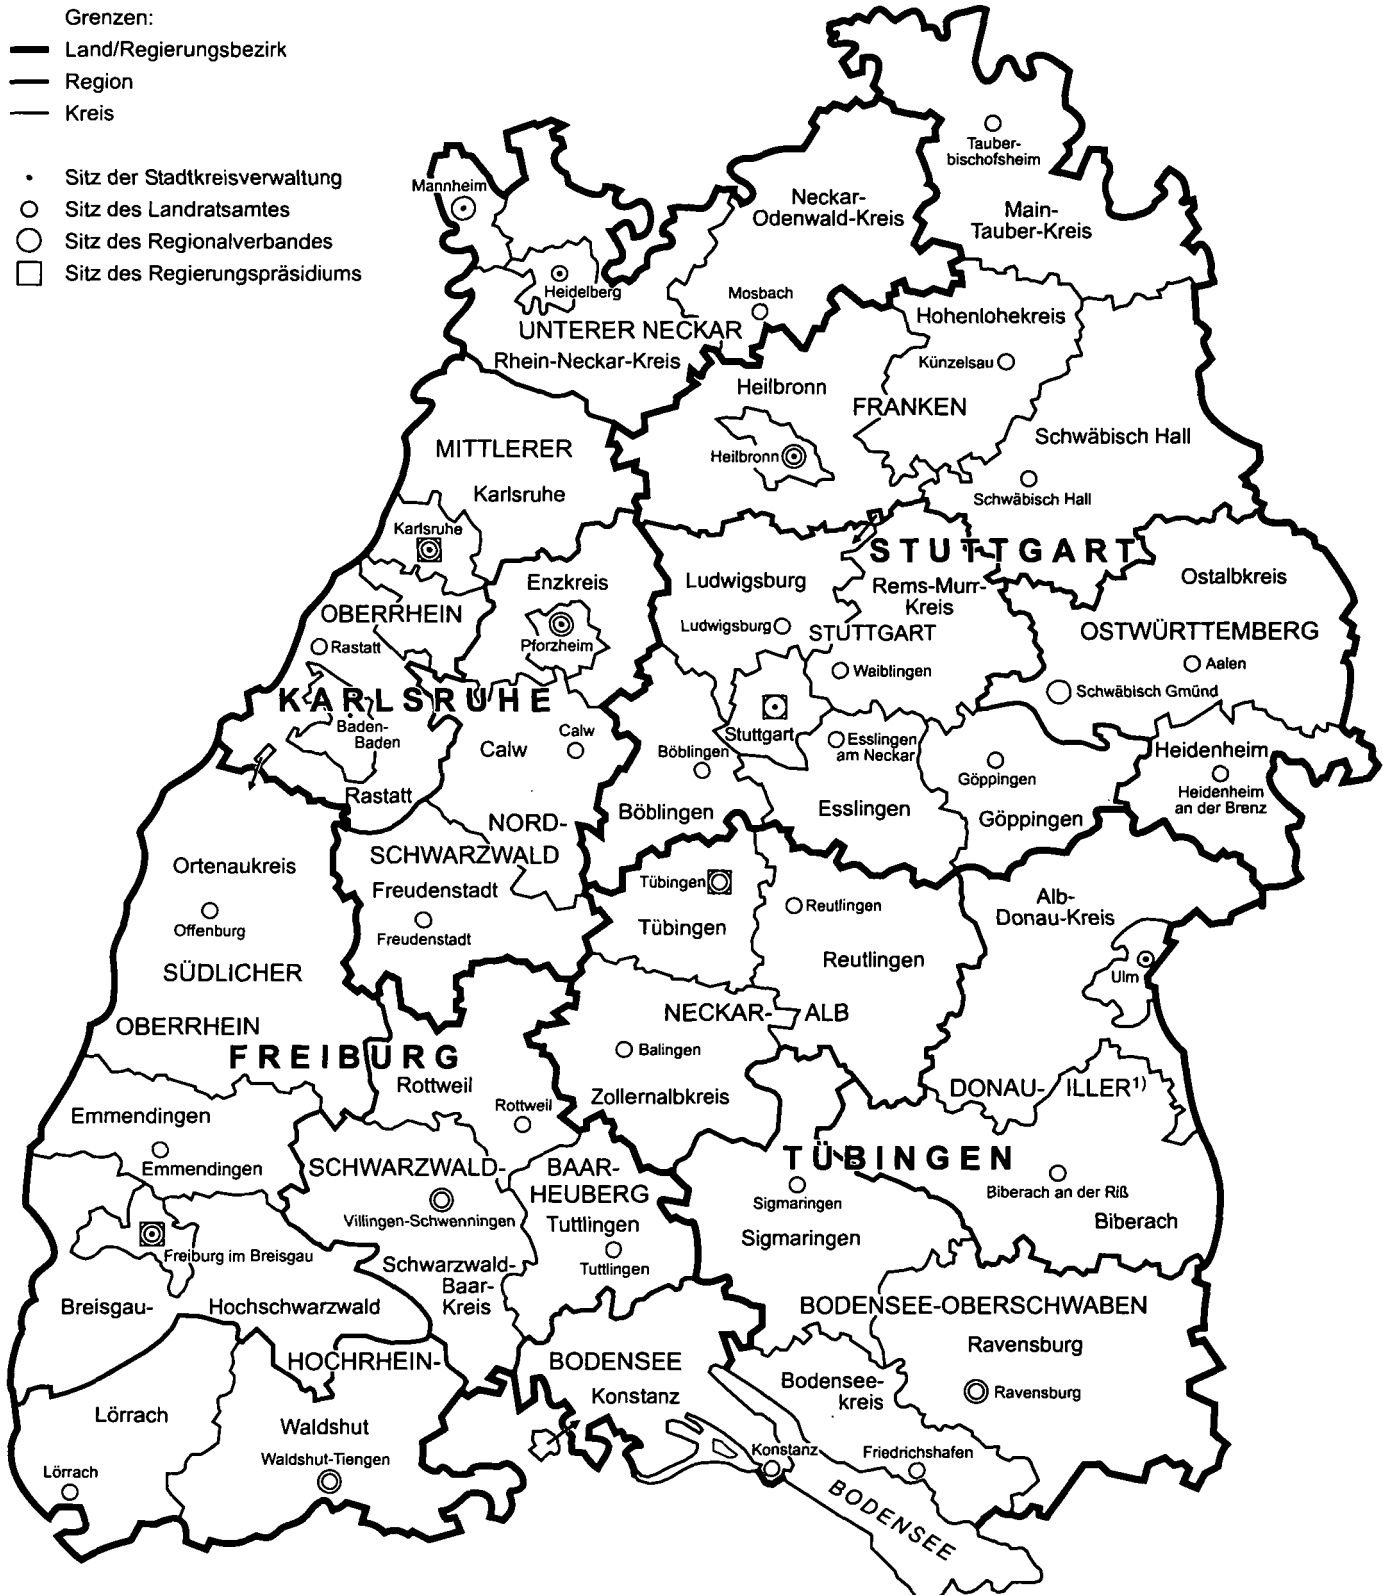 Grenzen:
Land/Regierungsbezirk
Region
Kreis
Sitz der Stadtkreisverwaltung
Sitz des Landratsamtes
Sitz des Regionalverbandes
Sitz des Regierungspräsidiums
Tauber-
bischofsheim
Main-
Tauber-Kreis
Neckar-
Odenwald-Kreis
Mosbach
Mannheim
Heidelberg
UNTERER NECKAR
Rhein-Neckar-Kreis
Hohenlohekreis
Künzelsau
Heilbronn
FRANKEN
Heilbronn
Schwäbisch Hall
Schwäbisch Hall
MITTLERER
Karlsruhe
Karlsruhe
OBERRHEIN
Rastatt
Enzkreis
Pforzheim
KARLSRUHE
Baden-
Baden
Rastatt
Calw
Calw
NORD-
SCHWARZWALD
Freudenstadt
Freudenstadt
STUTTGART
Ludwigsburg
Ludwigsburg
Rems-Murr-
Kreis
STUTTGART
Waiblingen
Stuttgart
Böblingen
Böblingen
Esslingen
am Neckar
Esslingen
Göppingen
Göppingen
Ostalbkreis
OSTWÜRTTEMBERG
Aalen
Schwäbisch Gmünd
Heidenheim
Heidenheim
an der Brenz
Ortenaukreis
Offenburg
SÜDLICHER
OBERRHEIN
FREIBURG
Emmendingen
Emmendingen
Freiburg im Breisgau
Breisgau-
Hochschwarzwald
Rottweil
Rottweil
SCHWARZWALD-
BAAR-
HEUBERG
Villingen-Schwenningen
Schwarzwald-
Baar-
Kreis
Tuttlingen
Tuttlingen
HOCHRHEIN-
BODENSEE
Konstanz
Lörrach
Lörrach
Waldshut
Waldshut-Tiengen
Konstanz
Tübingen
Tübingen
Reutlingen
Reutlingen
NECKAR-
ALB
Balingen
Zollernalbkreis
Alb-
Donau-Kreis
Ulm
DONAU-
ILLER¹⁾
TÜBINGEN
Biberach an der Riß
Biberach
Sigmaringen
Sigmaringen
BODENSEE-OBERSCHWABEN
Ravensburg
Ravensburg
Bodensee-
kreis
Friedrichshafen
BODENSEE